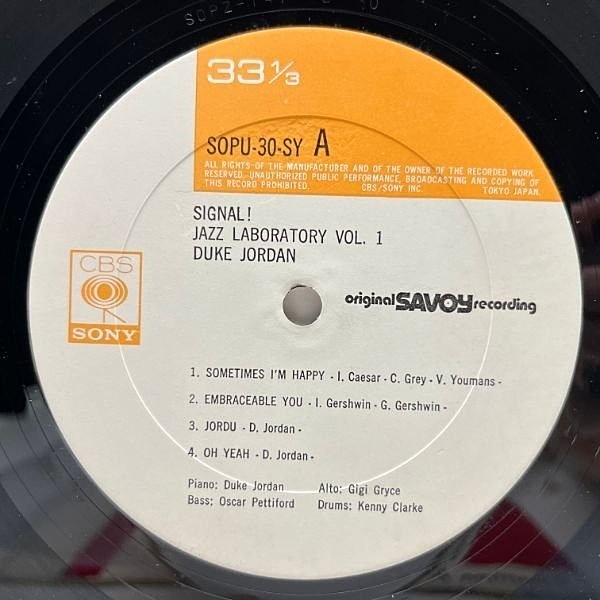 33 1/3
SOPU-30-SY A
ALL RIGHTS OF THE MANUFACTURER AND OF THE OWNER OF THE RECORDED WORK
RESERVED. UNAUTHORIZED PUBLIC PERFORMANCE, BROADCASTING AND COPYING OF
THIS RECORD PROHIBITED. CBS/SONY INC. TOKYO JAPAN.
SIGNAL!
JAZZ LABORATORY VOL. 1
DUKE JORDAN
CBS
SONY
original SAVOY recording
1. SOMETIMES I'M HAPPY - I. Caesar - C. Grey - V. Youmans -
2. EMBRACEABLE YOU - I. Gershwin - G. Gershwin -
3. JORDU - D. Jordan -
4. OH YEAH - D. Jordan -
Piano: Duke Jordan Alto: Gigi Gryce
Bass: Oscar Pettiford Drums: Kenny Clarke